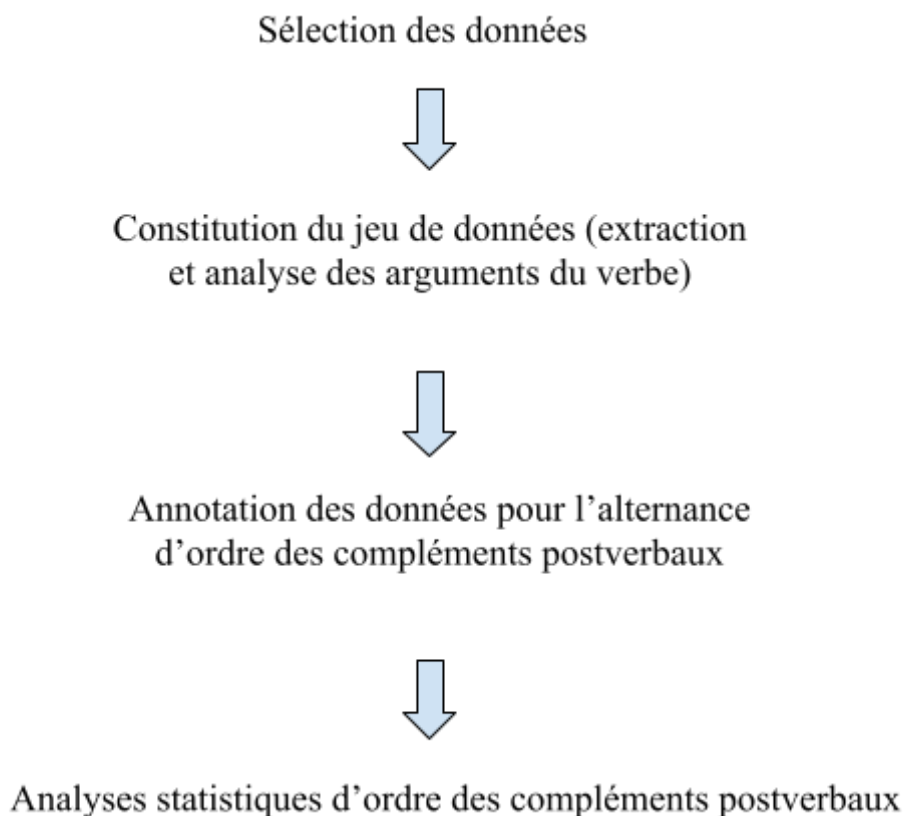 Sélection des données
Constitution du jeu de données (extraction
et analyse des arguments du verbe)
Annotation des données pour l’alternance
d’ordre des compléments postverbaux
Analyses statistiques d’ordre des compléments postverbaux